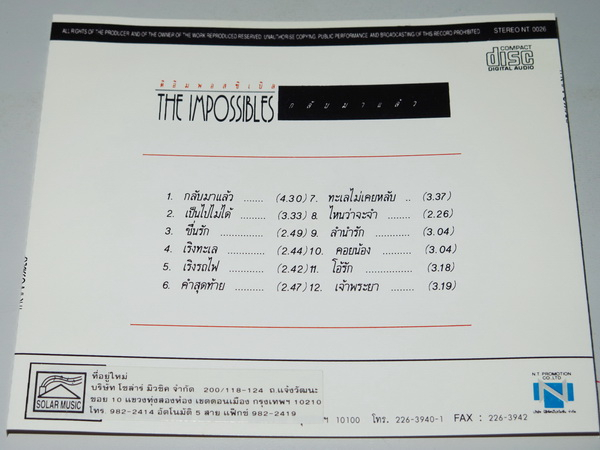 ALL RIGHTS OF THE PRODUCER AND OF THE OWNER OF THE WORK REPRODUCED RESERVED. UNAUTHORISED COPYING, PUBLIC PERFORMANCE AND BROADCASTING OF THIS RECORD PROHIBITED. STEREO NT 0026
COMPACT
disc
DIGITAL AUDIO
ดิอิมพอสซิเบิล
THE IMPOSSIBLES กลับมาแล้ว
1. กลับมาแล้ว ....... (4.30) 7. ทะเลไม่เคยหลับ .. (3.37)
2. เป็นไปไม่ได้ ........ (3.33) 8. ไหนว่าจะจำ ....... (2.26)
3. ชื่นรัก ............. (2.49) 9. ลำนำรัก ............ (3.04)
4. เริงทะเล ........... (2.44) 10. คอยน้อง .......... (3.04)
5. เริงรถไฟ ........... (2.42) 11. โอ้รัก ............... (3.18)
6. ค่ำสุดท้าย ......... (2.47) 12. เจ้าพระยา ......... (3.19)
ที่อยู่ใหม่
บริษัท โซล่าร์ มิวซิค จำกัด 200/118-124 ถ.แจ้งวัฒนะ
ซอย 10 แขวงทุ่งสองห้อง เขตดอนเมือง กรุงเทพฯ 10210
โทร. 982-2414 อัตโนมัติ 5 สาย แฟ็กซ์ 982-2419
SOLAR MUSIC
ฯ 10100 โทร. 226-3940-1 FAX : 226-3942
N.T. PROMOTION
CO.,LTD